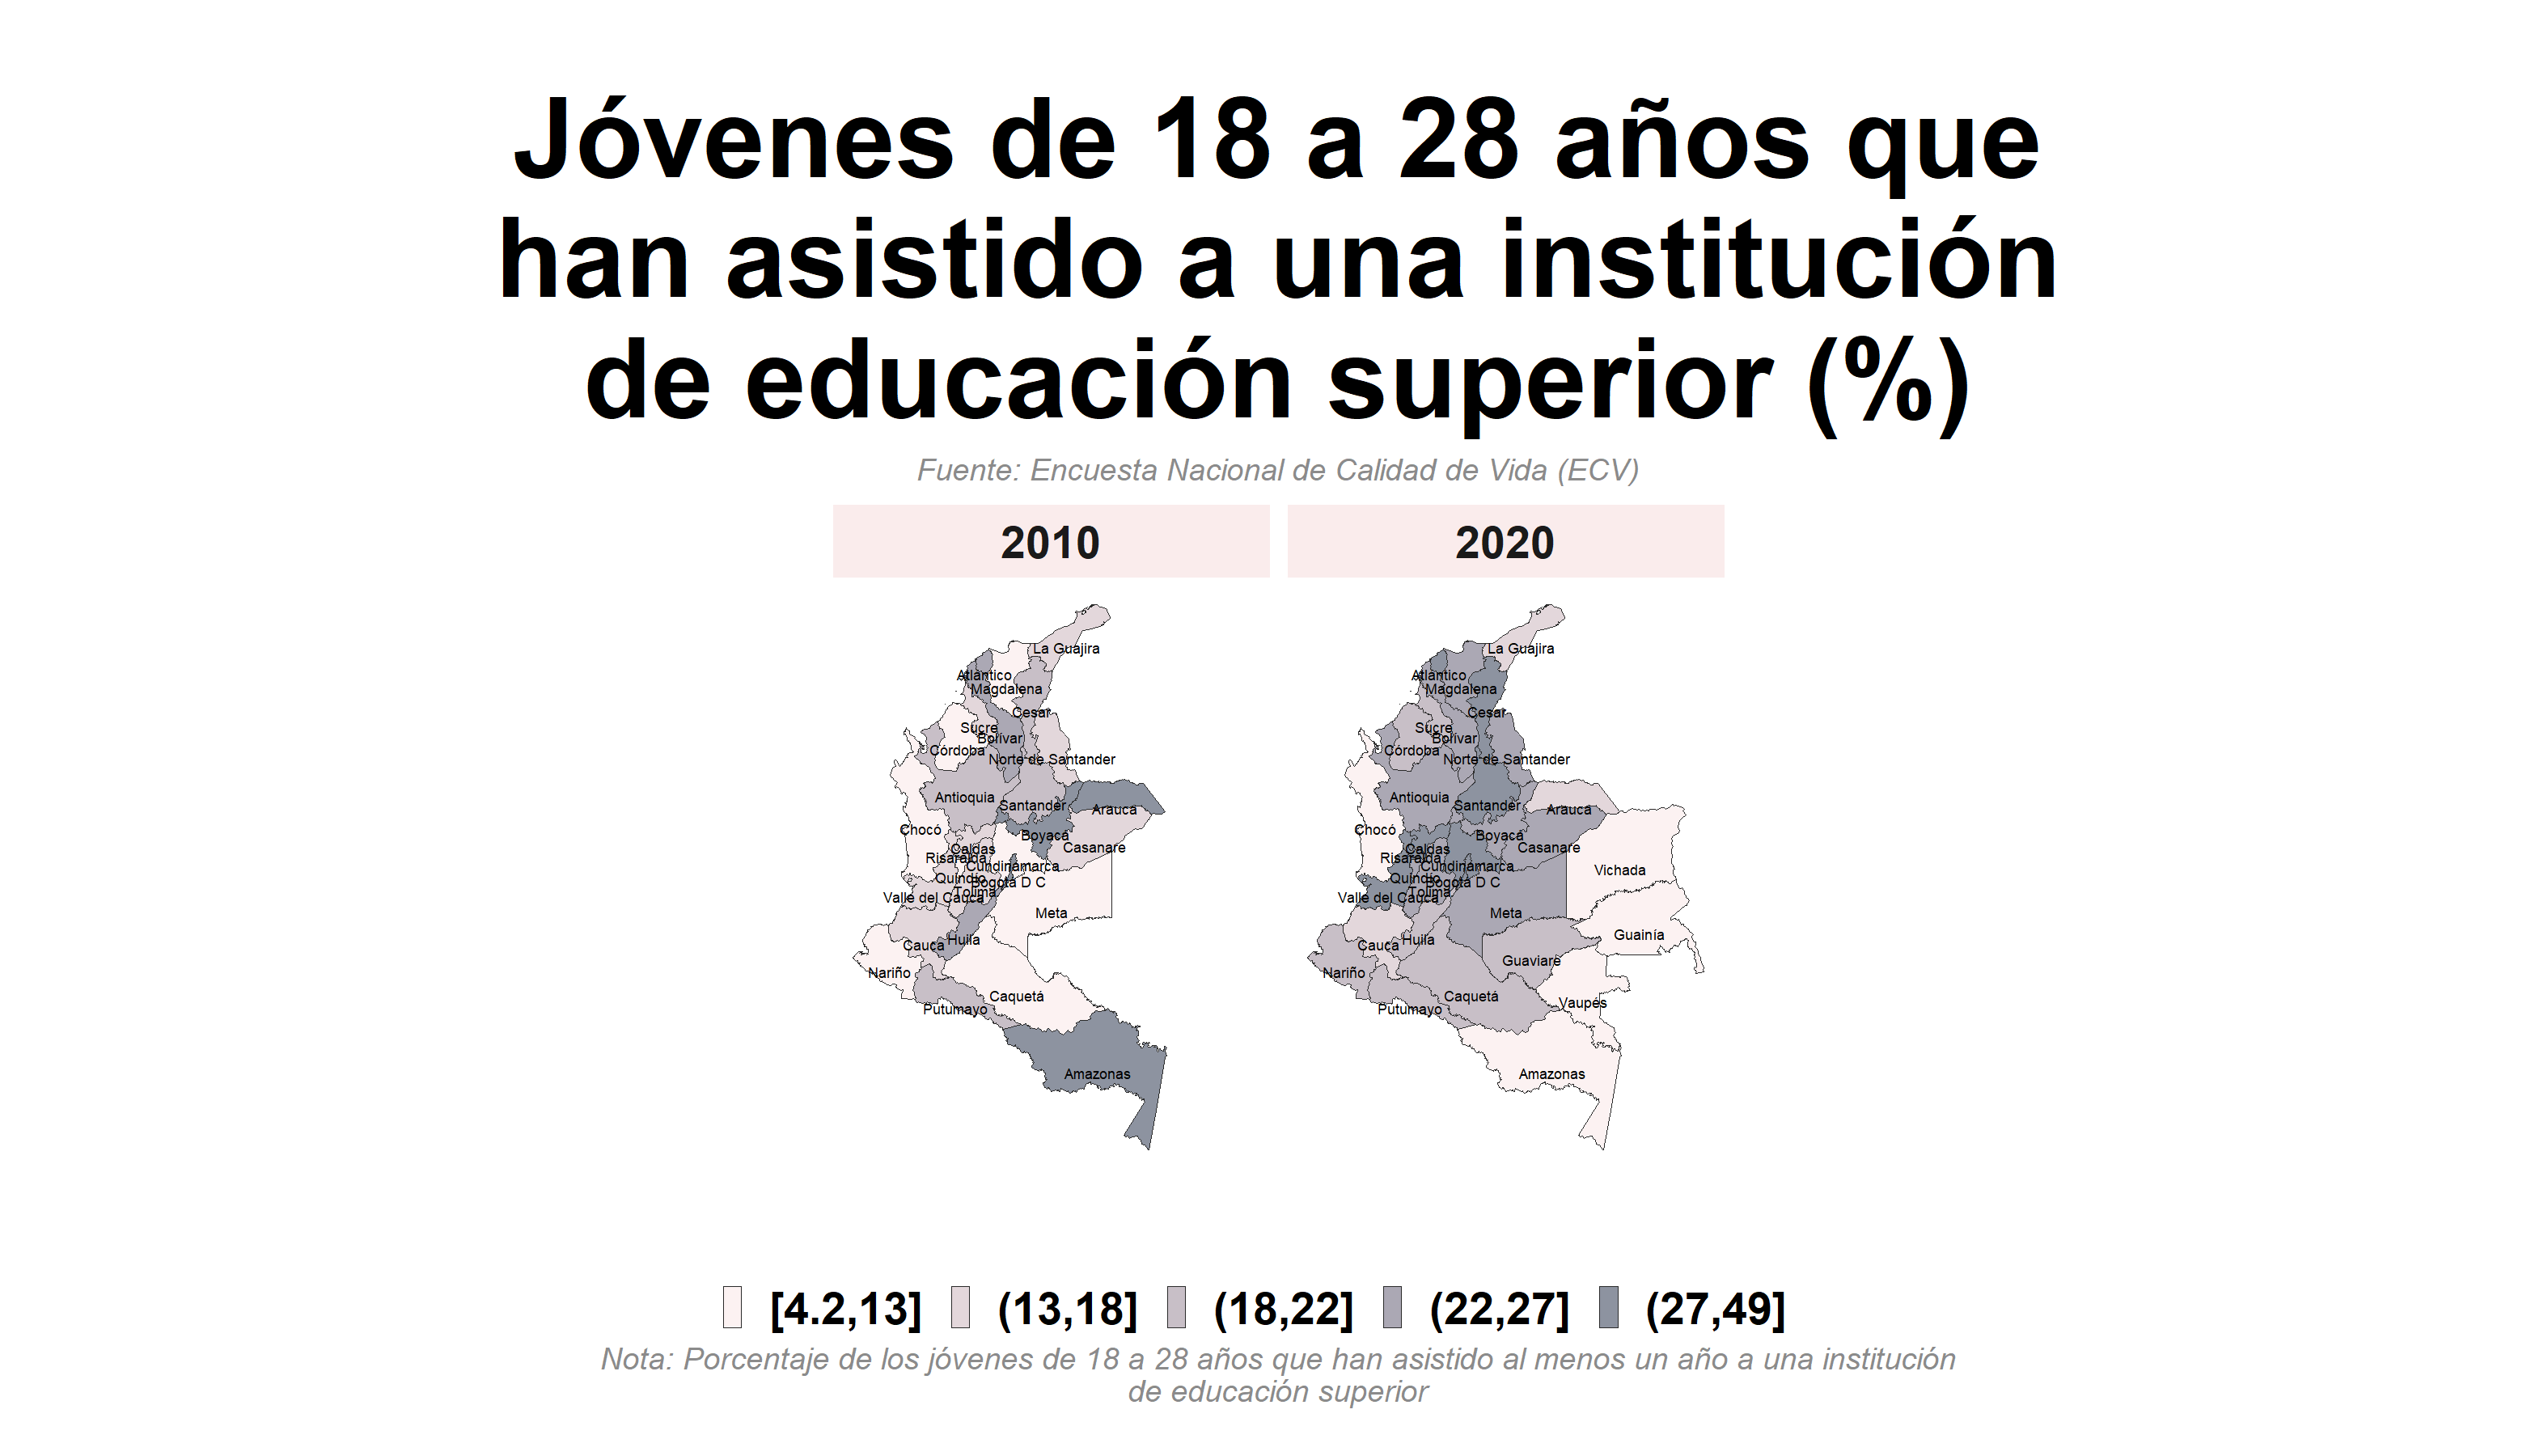 Jóvenes de 18 a 28 años que
han asistido a una institución
de educación superior (%)
Fuente: Encuesta Nacional de Calidad de Vida (ECV)
2010
2020
La Guajira
Atlántico
Magdalena
Cesar
Sucre
Bolívar
Córdoba
Norte de Santander
Antioquia
Santander
Arauca
Chocó
Boyacá
Caldas
Casanare
Risaralda
Cundinamarca
Quindío
Bogotá D C
Tolima
Valle del Cauca
Meta
Cauca
Huila
Nariño
Caquetá
Putumayo
Amazonas
La Guajira
Atlántico
Magdalena
Cesar
Sucre
Bolívar
Córdoba
Norte de Santander
Antioquia
Santander
Arauca
Chocó
Boyacá
Caldas
Casanare
Risaralda
Cundinamarca
Vichada
Quindío
Bogotá D C
Tolima
Valle del Cauca
Meta
Guainía
Cauca
Huila
Guaviare
Nariño
Caquetá
Vaupés
Putumayo
Amazonas
[4.2,13] (13,18] (18,22] (22,27] (27,49]
Nota: Porcentaje de los jóvenes de 18 a 28 años que han asistido al menos un año a una institución
de educación superior